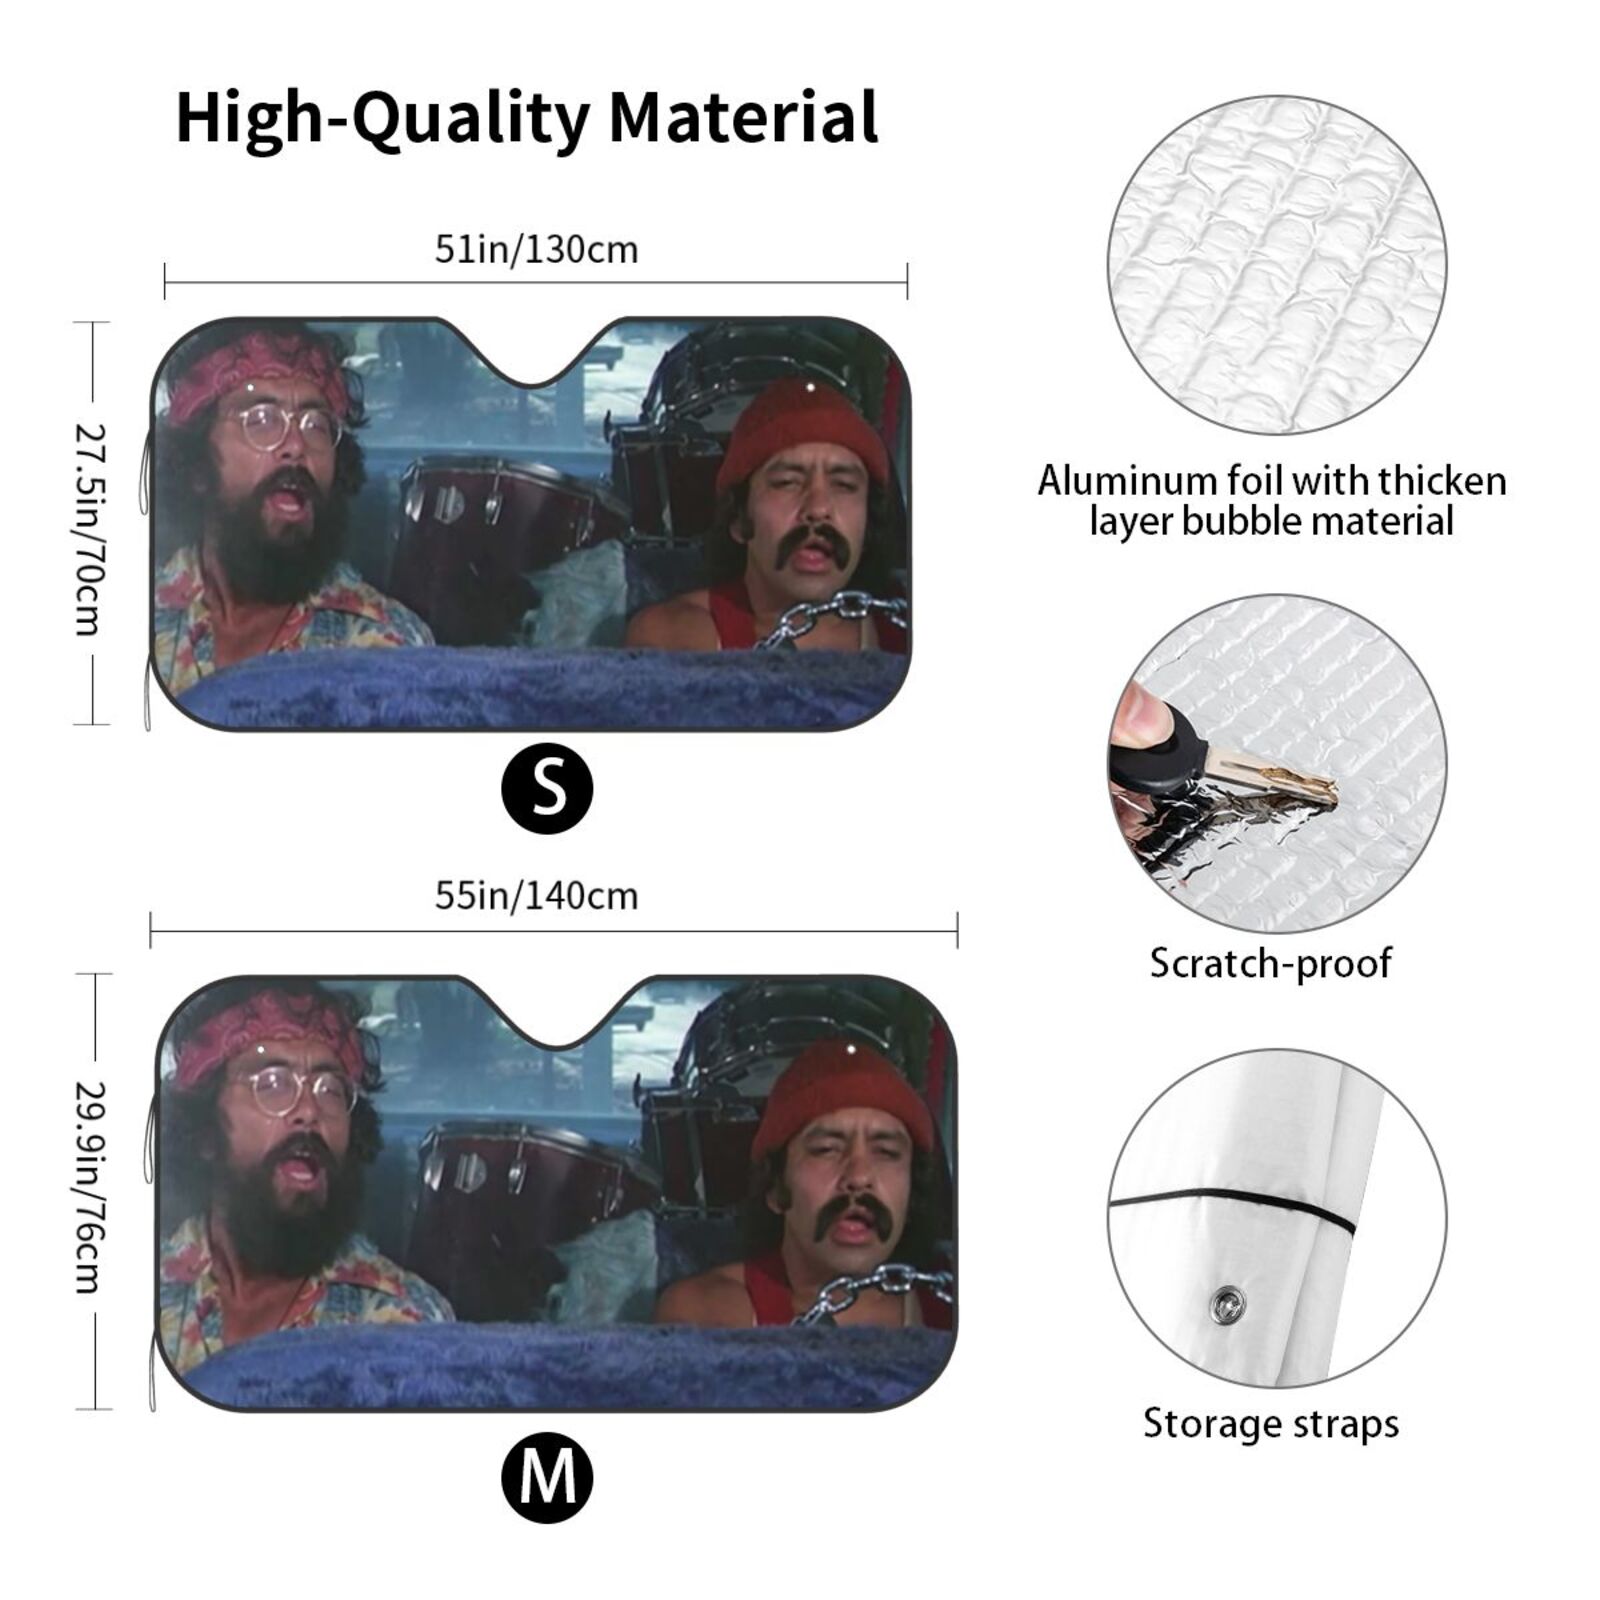 High-Quality Material
51in/130cm
27.5in/70cm
S
55in/140cm
29.9in/76cm
M
Aluminum foil with thicken
layer bubble material
Scratch-proof
Storage straps